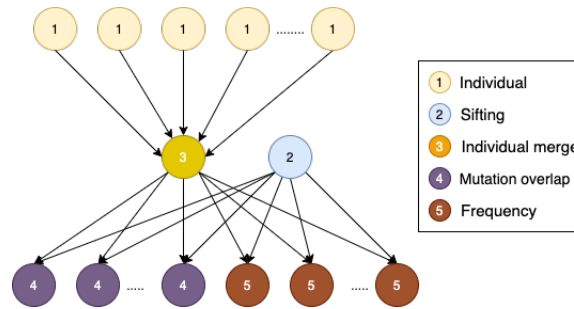 1 1 1 1 ........ 1
3 2
4 4 ..... 4 5 5 ..... 5
1 Individual
2 Sifting
3 Individual merge
4 Mutation overlap
5 Frequency